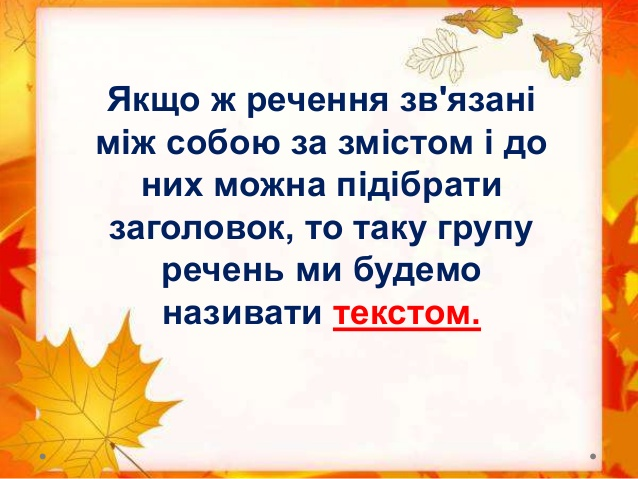 Якщо ж речення зв'язані
між собою за змістом і до
них можна підібрати
заголовок, то таку групу
речень ми будемо
називати текстом.